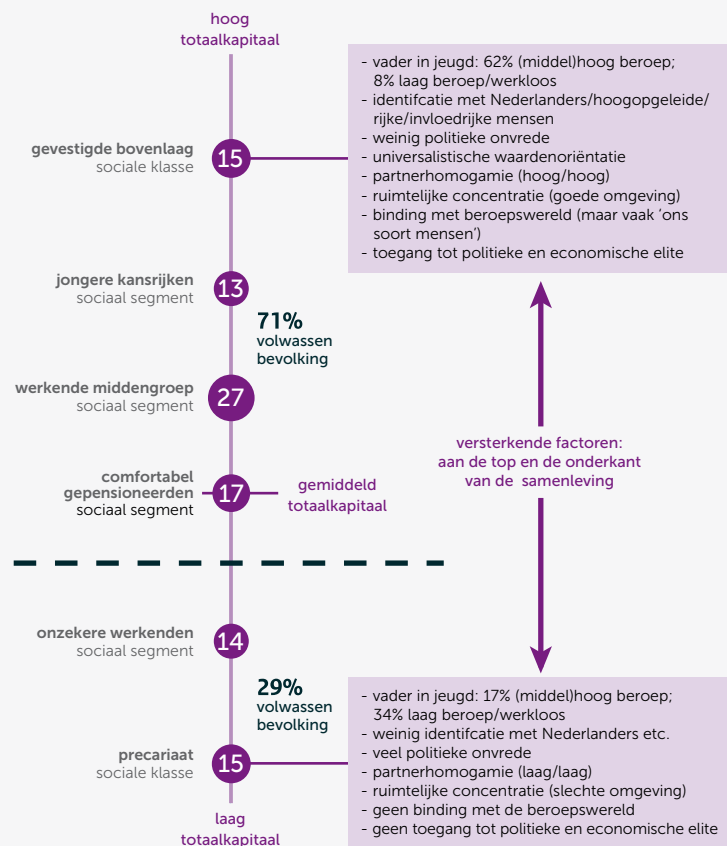 hoog
totaalkapitaal
- vader in jeugd: 62% (middel)hoog beroep;
8% laag beroep/werkloos
- identifcatie met Nederlanders/hoogopgeleide/
rijke/invloedrijke mensen
- weinig politieke onvrede
- universalistische waardenoriëntatie
- partnerhomogamie (hoog/hoog)
- ruimtelijke concentratie (goede omgeving)
- binding met beroepswereld (maar vaak ‘ons
soort mensen’)
- toegang tot politieke en economische elite
gevestigde bovenlaag
sociale klasse
15
jongere kansrijken
sociaal segment
13
71%
volwassen
bevolking
werkende middengroep
sociaal segment
27
versterkende factoren:
aan de top en de onderkant
van de samenleving
comfortabel
gepensioneerden
sociaal segment
17
gemiddeld
totaalkapitaal
onzekere werkenden
sociaal segment
14
29%
volwassen
bevolking
precariaat
sociale klasse
15
- vader in jeugd: 17% (middel)hoog beroep;
34% laag beroep/werkloos
- weinig identifcatie met Nederlanders etc.
- veel politieke onvrede
- partnerhomogamie (laag/laag)
- ruimtelijke concentratie (slechte omgeving)
- geen binding met de beroepswereld
- geen toegang tot politieke en economische elite
laag
totaalkapitaal